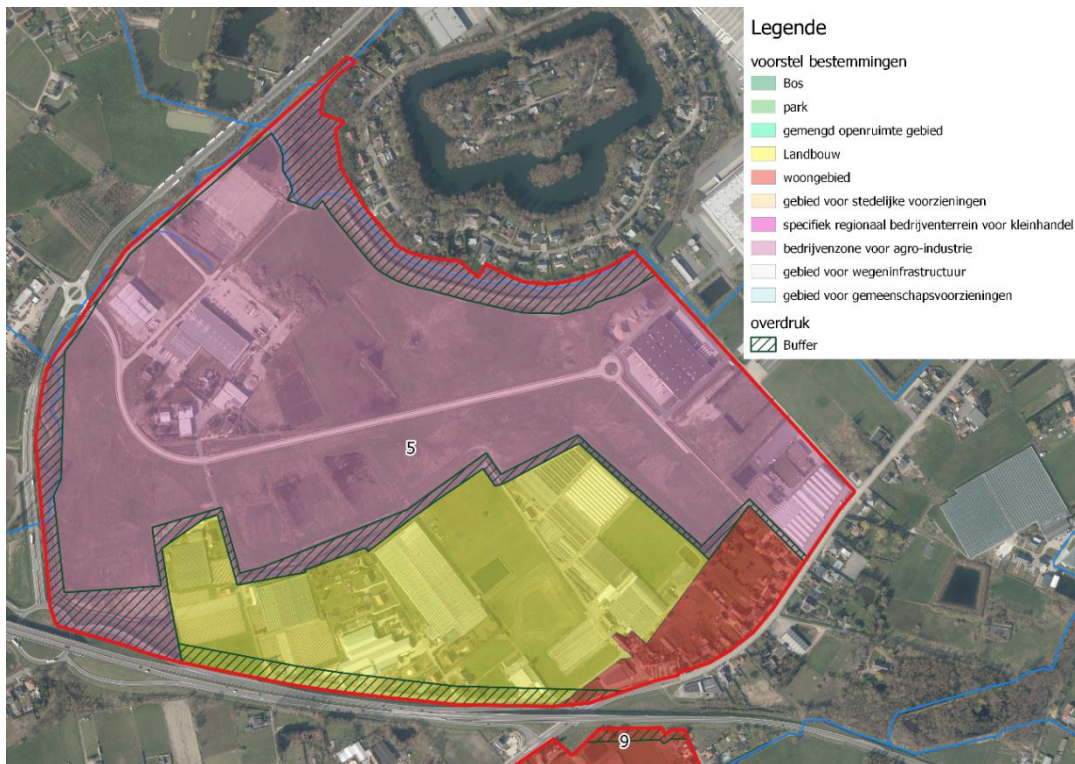 Legende
voorstel bestemmingen
Bos
park
gemengd openruimte gebied
Landbouw
woongebied
gebied voor stedelijke voorzieningen
specifiek regionaal bedrijventerrein voor kleinhandel
bedrijvenzone voor agro-industrie
gebied voor wegeninfrastructuur
gebied voor gemeenschapsvoorzieningen
overdruk
Buffer
5
9